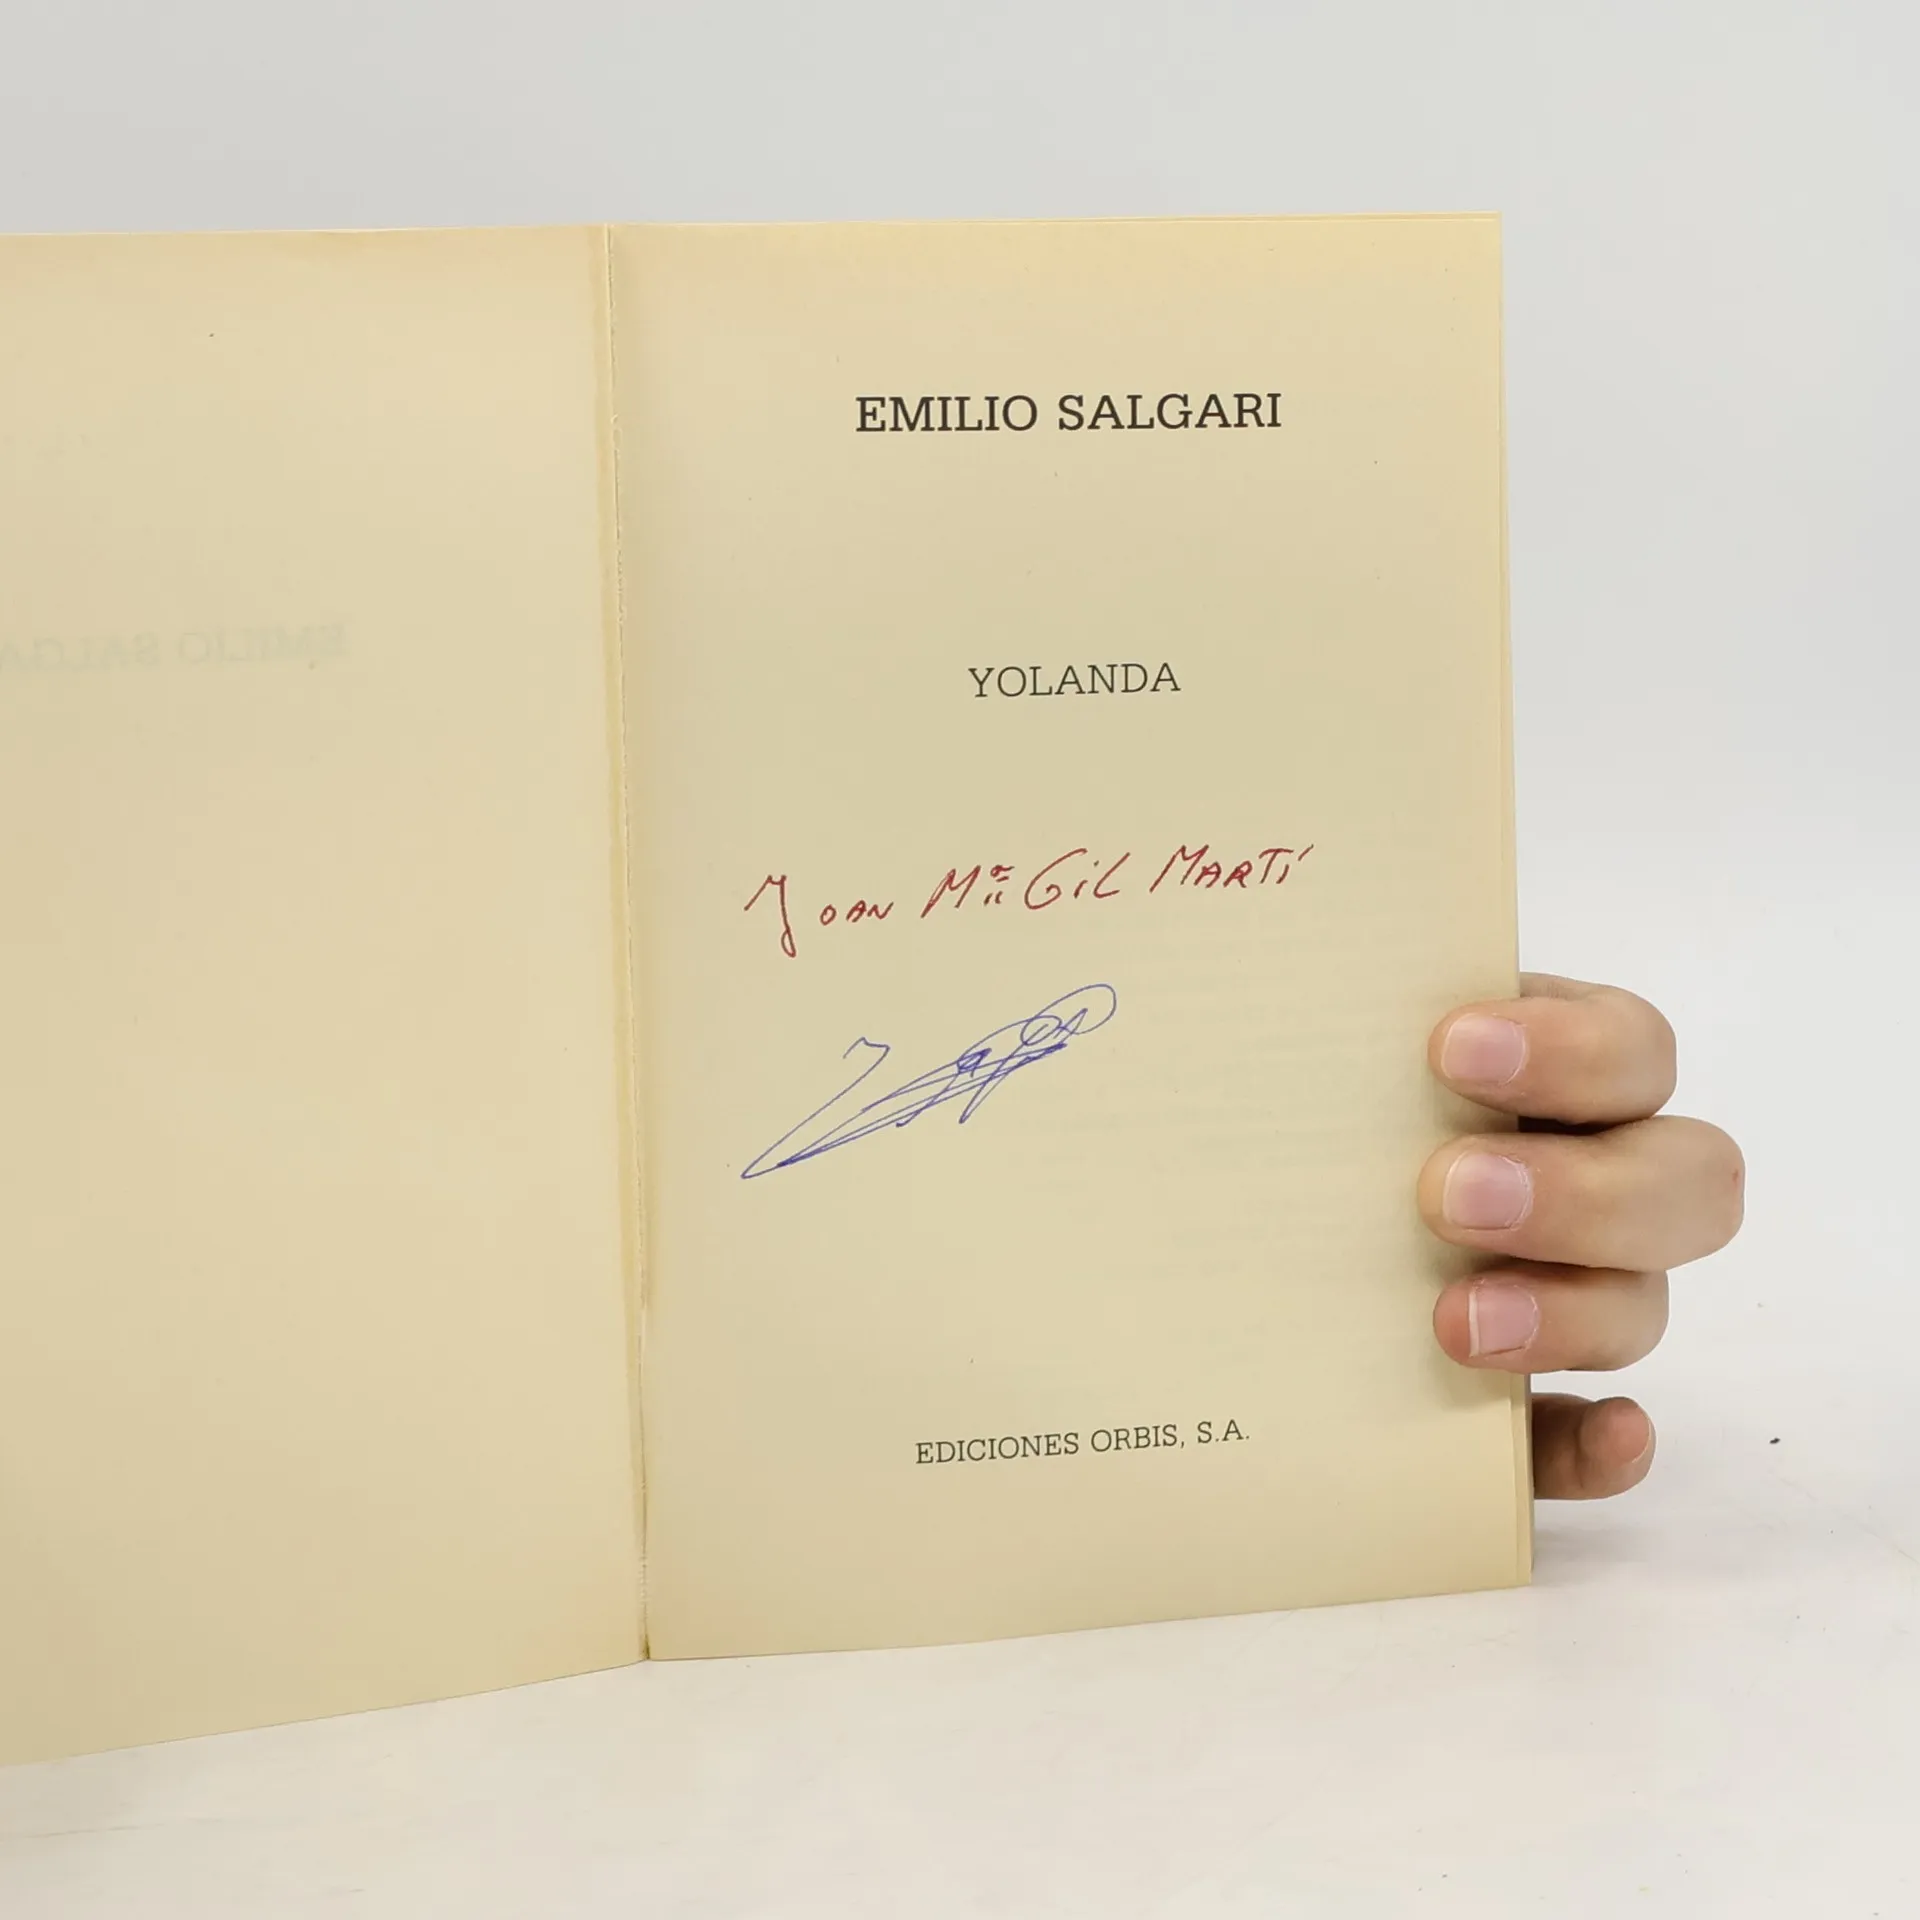 EMILIO SALGARI
YOLANDA
JOAN Mª GIL MARTÍ
EDICIONES ORBIS, S.A.